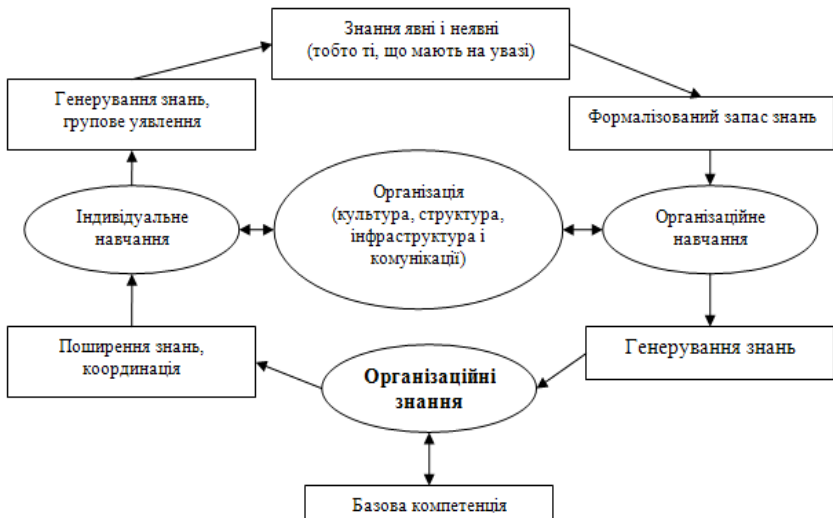 Знання явні і неявні
(тобто ті, що мають на увазі)
Генерування знань,
групове уявлення
Формалізований запас знань
Організація
(культура, структура,
інфраструктура і
комунікації)
Індивідуальне
навчання
Організаційне
навчання
Поширення знань,
координація
Генерування знань
Організаційні
знання
Базова компетенція